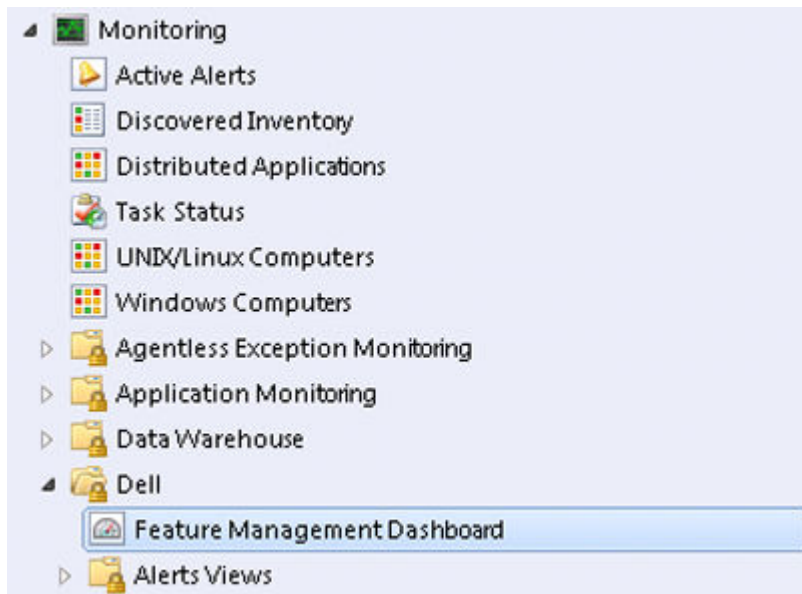 Monitoring
Active Alerts
Discovered Inventory
Distributed Applications
Task Status
UNIX/Linux Computers
Windows Computers
Agentless Exception Monitoring
Application Monitoring
Data Warehouse
Dell
Feature Management Dashboard
Alerts Views